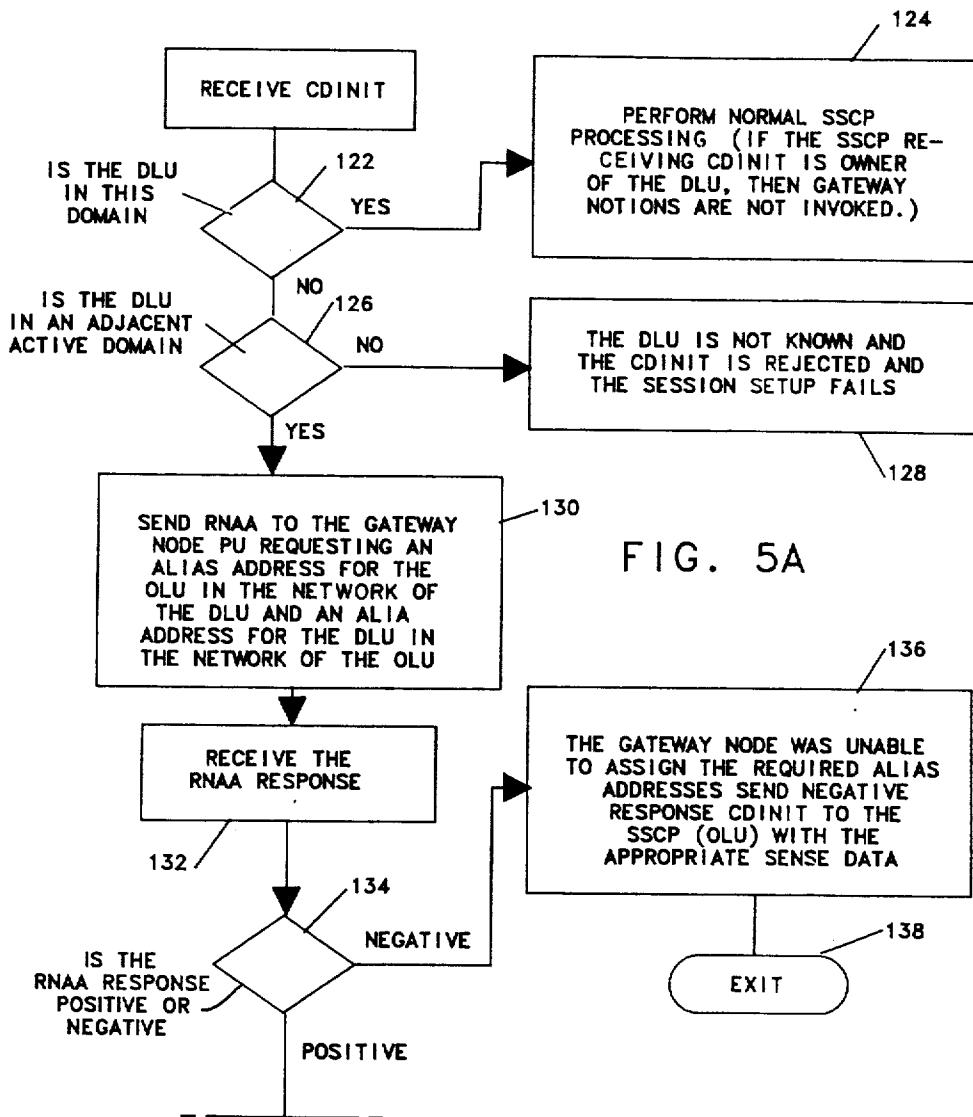 124
RECEIVE CDINIT
PERFORM NORMAL SSCP
PROCESSING (IF THE SSCP RE-
CEIVING CDINIT IS OWNER
OF THE DLU, THEN GATEWAY
NOTIONS ARE NOT INVOKED.)
IS THE DLU
IN THIS
DOMAIN
122
YES
NO
IS THE DLU
IN AN ADJACENT
ACTIVE DOMAIN
126
NO
THE DLU IS NOT KNOWN AND
THE CDINIT IS REJECTED AND
THE SESSION SETUP FAILS
YES
128
130
SEND RNAA TO THE GATEWAY
NODE PU REQUESTING AN
ALIAS ADDRESS FOR THE
OLU IN THE NETWORK OF
THE DLU AND AN ALIA
ADDRESS FOR THE DLU IN
THE NETWORK OF THE OLU
FIG. 5A
136
RECEIVE THE
RNAA RESPONSE
THE GATEWAY NODE WAS UNABLE
TO ASSIGN THE REQUIRED ALIAS
ADDRESSES SEND NEGATIVE
RESPONSE CDINIT TO THE
SSCP (OLU) WITH THE
APPROPRIATE SENSE DATA
132
134
NEGATIVE
138
IS THE
RNAA RESPONSE
POSITIVE OR
NEGATIVE
EXIT
POSITIVE